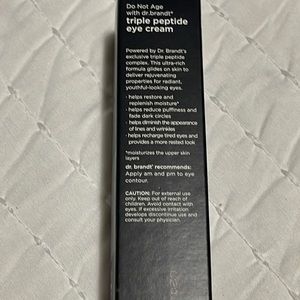 Do Not Age
with dr.brandt®
triple peptide
eye cream
Powered by Dr. Brandt's
exclusive triple peptide
complex. This ultra-rich
formula glides on skin to
deliver rejuvenating
properties for radiant,
youthful-looking eyes.
· helps restore and
replenish moisture*
· helps reduce puffiness and
fade dark circles
· helps diminish the appearance
of lines and wrinkles
· helps recharge tired eyes and
provides a more rested look
*moisturizes the upper skin
layers
dr. brandt® recommends:
Apply am and pm to eye
contour.
CAUTION: For external use
only. Keep out of reach of
children. Avoid contact with
eyes. If excessive irritation
develops discontinue use and
consult your physician.